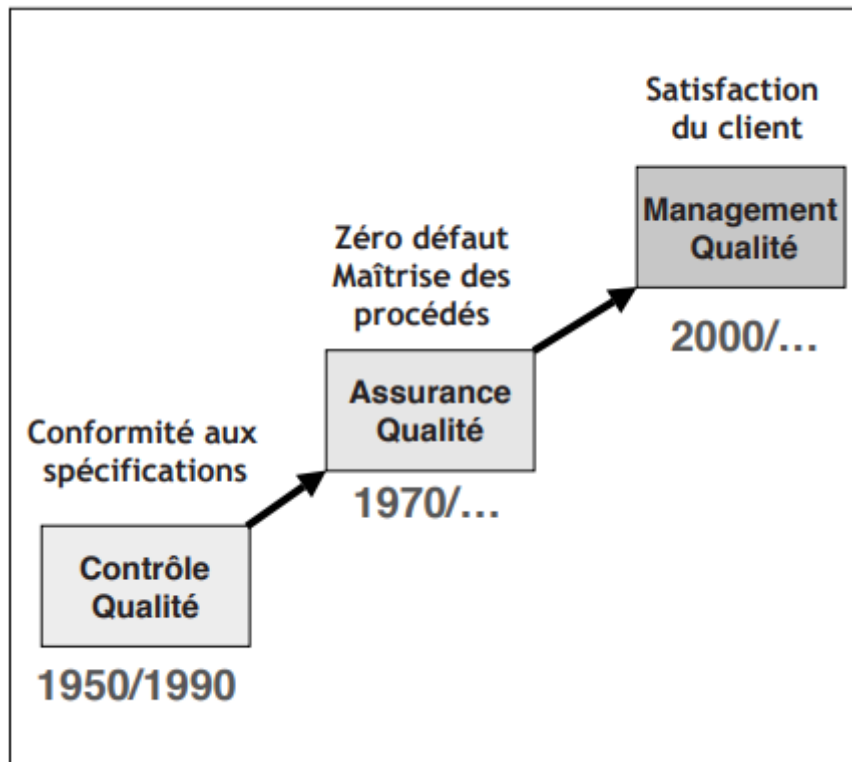 Satisfaction
du client
Management
Qualité
2000/...
Zéro défaut
Maîtrise des
procédés
Assurance
Qualité
1970/...
Conformité aux
spécifications
Contrôle
Qualité
1950/1990